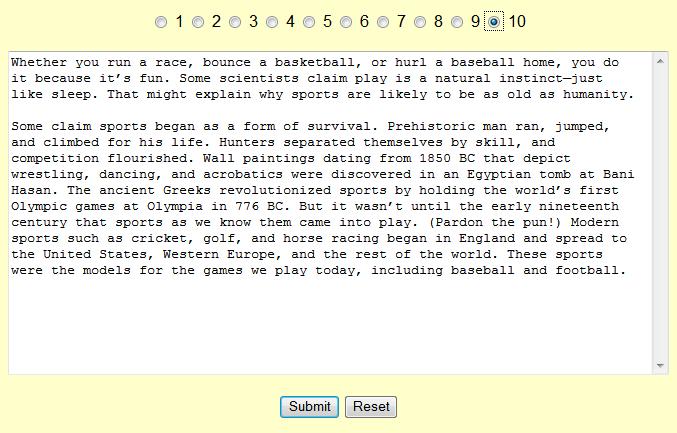 1 2 3 4 5 6 7 8 9 10
Whether you run a race, bounce a basketball, or hurl a baseball home, you do
it because it’s fun. Some scientists claim play is a natural instinct—just
like sleep. That might explain why sports are likely to be as old as humanity.
Some claim sports began as a form of survival. Prehistoric man ran, jumped,
and climbed for his life. Hunters separated themselves by skill, and
competition flourished. Wall paintings dating from 1850 BC that depict
wrestling, dancing, and acrobatics were discovered in an Egyptian tomb at Bani
Hasan. The ancient Greeks revolutionized sports by holding the world’s first
Olympic games at Olympia in 776 BC. But it wasn’t until the early nineteenth
century that sports as we know them came into play. (Pardon the pun!) Modern
sports such as cricket, golf, and horse racing began in England and spread to
the United States, Western Europe, and the rest of the world. These sports
were the models for the games we play today, including baseball and football.
Submit Reset